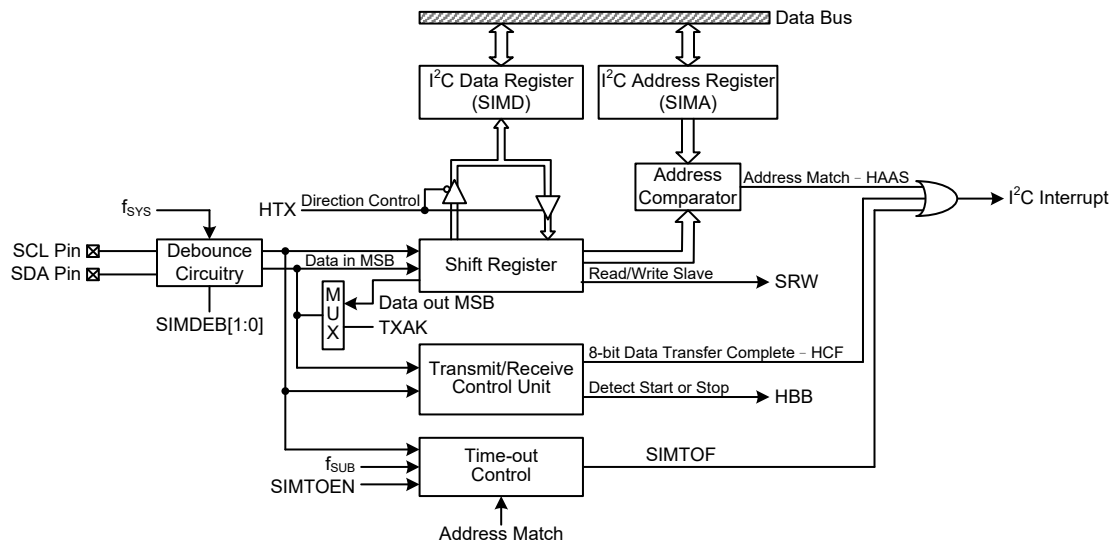 Data Bus
I²C Data Register
(SIMD)
I²C Address Register
(SIMA)
Address
Comparator
Address Match - HAAS
I²C Interrupt
HTX
Direction Control
fSYS
SCL Pin
SDA Pin
Debounce
Circuitry
SIMDEB[1:0]
Data in MSB
Shift Register
Read/Write Slave
SRW
M
U
X
Data out MSB
TXAK
Transmit/Receive
Control Unit
8-bit Data Transfer Complete - HCF
Detect Start or Stop
HBB
fSUB
SIMTOEN
Time-out
Control
SIMTOF
Address Match